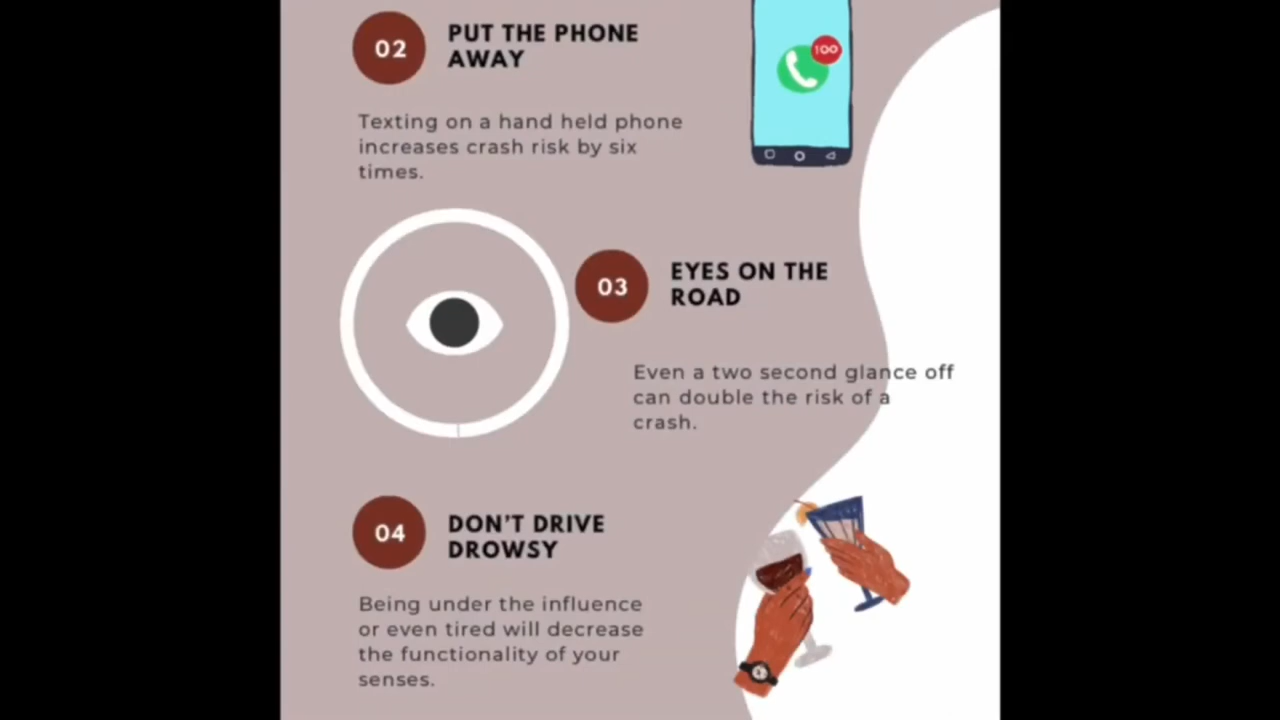 02
PUT THE PHONE
AWAY
100
Texting on a hand held phone
increases crash risk by six
times.
03
EYES ON THE
ROAD
Even a two second glance off
can double the risk of a
crash.
04
DON'T DRIVE
DROWSY
Being under the influence
or even tired will decrease
the functionality of your
senses.